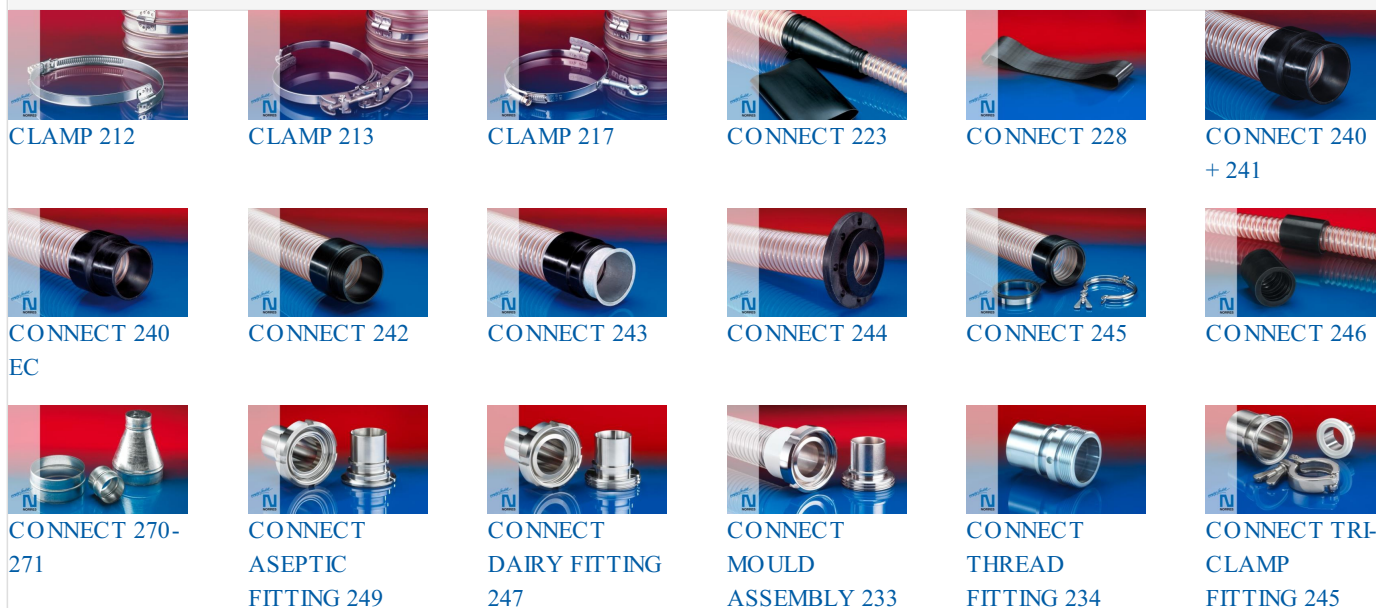 CLAMP 212
CLAMP 213
CLAMP 217
CONNECT 223
CONNECT 228
CONNECT 240
+ 241
CONNECT 240
EC
CONNECT 242
CONNECT 243
CONNECT 244
CONNECT 245
CONNECT 246
CONNECT 270-
271
CONNECT
ASEPTIC
FITTING 249
CONNECT
DAIRY FITTING
247
CONNECT
MOULD
ASSEMBLY 233
CONNECT
THREAD
FITTING 234
CONNECT TRI-
CLAMP
FITTING 245